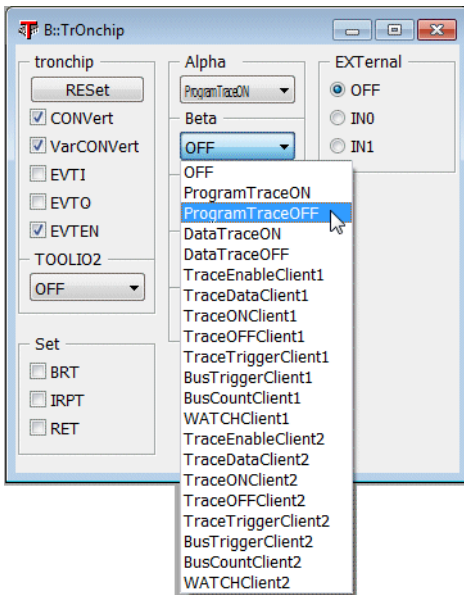 B::TrOnchip
tronchip
RESet
CONVert
VarCONVert
EVTI
EVTO
EVTEN
TOOLIO2
OFF
Set
BRT
IRPT
RET
Alpha
ProgramTraceON
Beta
OFF
OFF
ProgramTraceON
ProgramTraceOFF
DataTraceON
DataTraceOFF
TraceEnableClient1
TraceDataClient1
TraceONClient1
TraceOFFClient1
TraceTriggerClient1
BusTriggerClient1
BusCountClient1
WATCHClient1
TraceEnableClient2
TraceDataClient2
TraceONClient2
TraceOFFClient2
TraceTriggerClient2
BusTriggerClient2
BusCountClient2
WATCHClient2
EXTernal
OFF
IN0
IN1